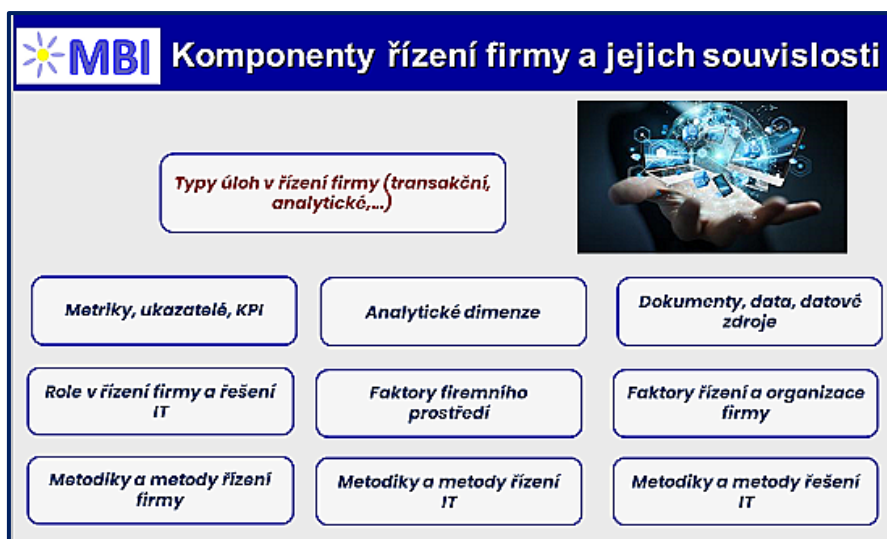 MBI Komponenty řízení firmy a jejich souvislosti
Typy úloh v řízení firmy (transakční,
analytické,...)
Metriky, ukazatelé, KPI
Analytické dimenze
Dokumenty, data, datové
zdroje
Role v řízení firmy a řešení
IT
Faktory firemního
prostředí
Faktory řízení a organizace
firmy
Metodiky a metody řízení
firmy
Metodiky a metody řízení
IT
Metodiky a metody řešení
IT